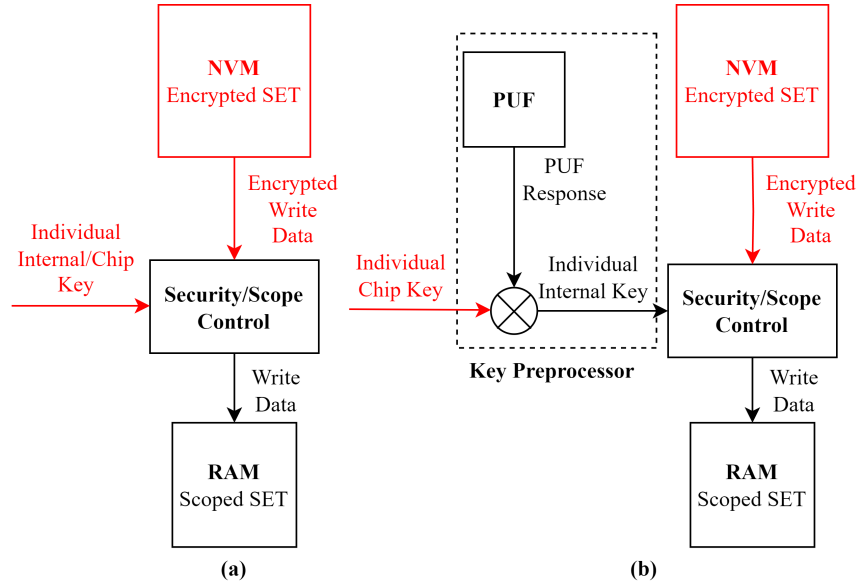 NVM
Encrypted SET
Encrypted
Write
Data
Individual
Internal/Chip
Key
Security/Scope
Control
Write
Data
RAM
Scoped SET
(a)
PUF
PUF
Response
Individual
Chip Key
Individual
Internal Key
Key Preprocessor
NVM
Encrypted SET
Encrypted
Write
Data
Security/Scope
Control
Write
Data
RAM
Scoped SET
(b)